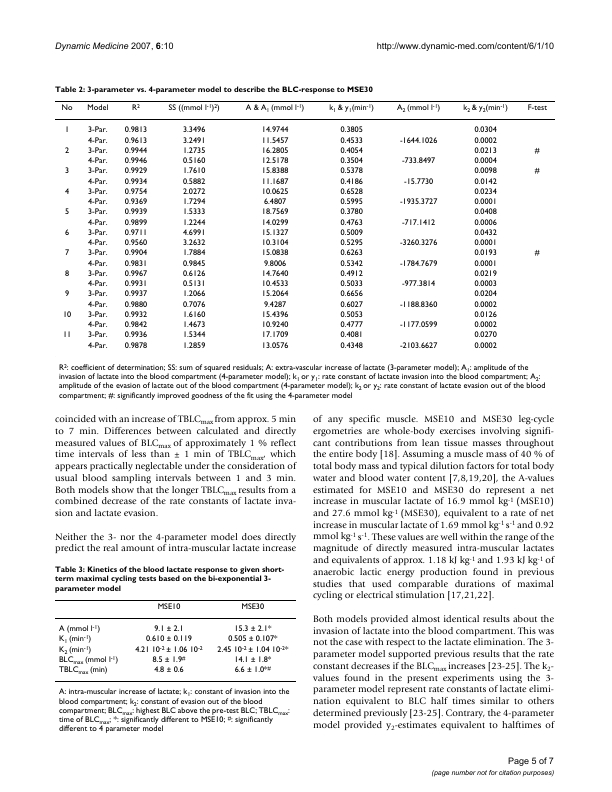 Dynamic Medicine 2007, 6:10
http://www.dynamic-med.com/content/6/1/10
Table 2: 3-parameter vs. 4-parameter model to describe the BLC-response to MSE30
No Model R² SS ((mmol l-1)2) A & A1 (mmol l-1) k1 & y1(min-1) A2 (mmol l-1) k2 & y2(min-1) F-test
1 3-Par. 0.9813 3.3496 14.9744 0.3805 0.0304
4-Par. 0.9613 3.2491 11.5457 0.4533 -1644.1026 0.0002
2 3-Par. 0.9944 1.2735 16.2805 0.4054 0.0213 #
4-Par. 0.9946 0.5160 12.5178 0.3504 -733.8497 0.0004
3 3-Par. 0.9929 1.7610 15.8388 0.5378 0.0098 #
4-Par. 0.9934 0.5882 11.1687 0.4186 -15.7730 0.0142
4 3-Par. 0.9754 2.0272 10.0625 0.6528 0.0234
4-Par. 0.9369 1.7294 6.4807 0.5995 -1935.3727 0.0001
5 3-Par. 0.9939 1.5333 18.7569 0.3780 0.0408
4-Par. 0.9899 1.2244 14.0299 0.4763 -717.1412 0.0006
6 3-Par. 0.9711 4.6991 15.1327 0.5009 0.0432
4-Par. 0.9560 3.2632 10.3104 0.5295 -3260.3276 0.0001
7 3-Par. 0.9904 1.7884 15.0838 0.6263 0.0193 #
4-Par. 0.9831 0.9845 9.8006 0.5342 -1784.7679 0.0001
8 3-Par. 0.9967 0.6126 14.7640 0.4912 0.0219
4-Par. 0.9931 0.5131 10.4533 0.5033 -977.3814 0.0003
9 3-Par. 0.9937 1.2066 15.2064 0.6656 0.0204
4-Par. 0.9880 0.7076 9.4287 0.6027 -1188.8360 0.0002
10 3-Par. 0.9932 1.6160 15.4396 0.5053 0.0126
4-Par. 0.9842 1.4673 10.9240 0.4777 -1177.0599 0.0002
11 3-Par. 0.9936 1.5344 17.1709 0.4081 0.0270
4-Par. 0.9878 1.2859 13.0576 0.4348 -2103.6627 0.0002
R²: coefficient of determination; SS: sum of squared residuals; A: extra-vascular increase of lactate (3-parameter model); A1: amplitude of the
invasion of lactate into the blood compartment (4-parameter model); k1 or y1: rate constant of lactate invasion into the blood compartment; A2:
amplitude of the evasion of lactate out of the blood compartment (4-parameter model); k2 or y2: rate constant of lactate evasion out of the blood
compartment; #: significantly improved goodness of the fit using the 4-parameter model
coincided with an increase of TBLCmax from approx. 5 min
to 7 min. Differences between calculated and directly
measured values of BLCmax of approximately 1 % reflect
time intervals of less than ± 1 min of TBLCmax, which
appears practically neglectable under the consideration of
usual blood sampling intervals between 1 and 3 min.
Both models show that the longer TBLCmax results from a
combined decrease of the rate constants of lactate inva-
sion and lactate evasion.
Neither the 3- nor the 4-parameter model does directly
predict the real amount of intra-muscular lactate increase
Table 3: Kinetics of the blood lactate response to given short-
term maximal cycling tests based on the bi-exponential 3-
parameter model
MSE10 MSE30
A (mmol l-1) 9.1 ± 2.1 15.3 ± 2.1*
K1 (min-1) 0.610 ± 0.119 0.505 ± 0.107*
K2 (min-1) 4.21 10-2 ± 1.06 10-2 2.45 10-2 ± 1.04 10-2*
BLCmax (mmol l-1) 8.5 ± 1.9# 14.1 ± 1.8*
TBLCmax (min) 4.8 ± 0.6 6.6 ± 1.0*#
A: intra-muscular increase of lactate; k1: constant of invasion into the
blood compartment; k2: constant of evasion out of the blood
compartment; BLCmax: highest BLC above the pre-test BLC; TBLCmax:
time of BLCmax; *: significantly different to MSE10; #: significantly
different to 4 parameter model
of any specific muscle. MSE10 and MSE30 leg-cycle
ergometries are whole-body exercises involving signifi-
cant contributions from lean tissue masses throughout
the entire body [18]. Assuming a muscle mass of 40 % of
total body mass and typical dilution factors for total body
water and blood water content [7,8,19,20], the A-values
estimated for MSE10 and MSE30 do represent a net
increase in muscular lactate of 16.9 mmol kg-1 (MSE10)
and 27.6 mmol kg-1 (MSE30), equivalent to a rate of net
increase in muscular lactate of 1.69 mmol kg-1 s-1 and 0.92
mmol kg-1 s-1. These values are well within the range of the
magnitude of directly measured intra-muscular lactates
and equivalents of approx. 1.18 kJ kg-1 and 1.93 kJ kg-1 of
anaerobic lactic energy production found in previous
studies that used comparable durations of maximal
cycling or electrical stimulation [17,21,22].
Both models provided almost identical results about the
invasion of lactate into the blood compartment. This was
not the case with respect to the lactate elimination. The 3-
parameter model supported previous results that the rate
constant decreases if the BLCmax increases [23-25]. The k2-
values found in the present experiments using the 3-
parameter model represent rate constants of lactate elimi-
nation equivalent to BLC half times similar to others
determined previously [23-25]. Contrary, the 4-parameter
model provided y2-estimates equivalent to halftimes of
Page 5 of 7
(page number not for citation purposes)